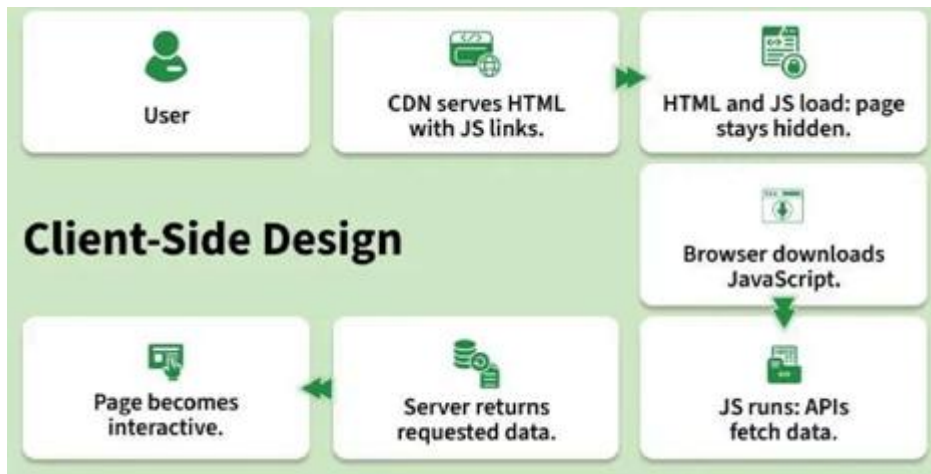 User
CDN serves HTML
with JS links.
HTML and JS load: page
stays hidden.
Client-Side Design
Browser downloads
JavaScript.
JS runs: APIs
fetch data.
Server returns
requested data.
Page becomes
interactive.